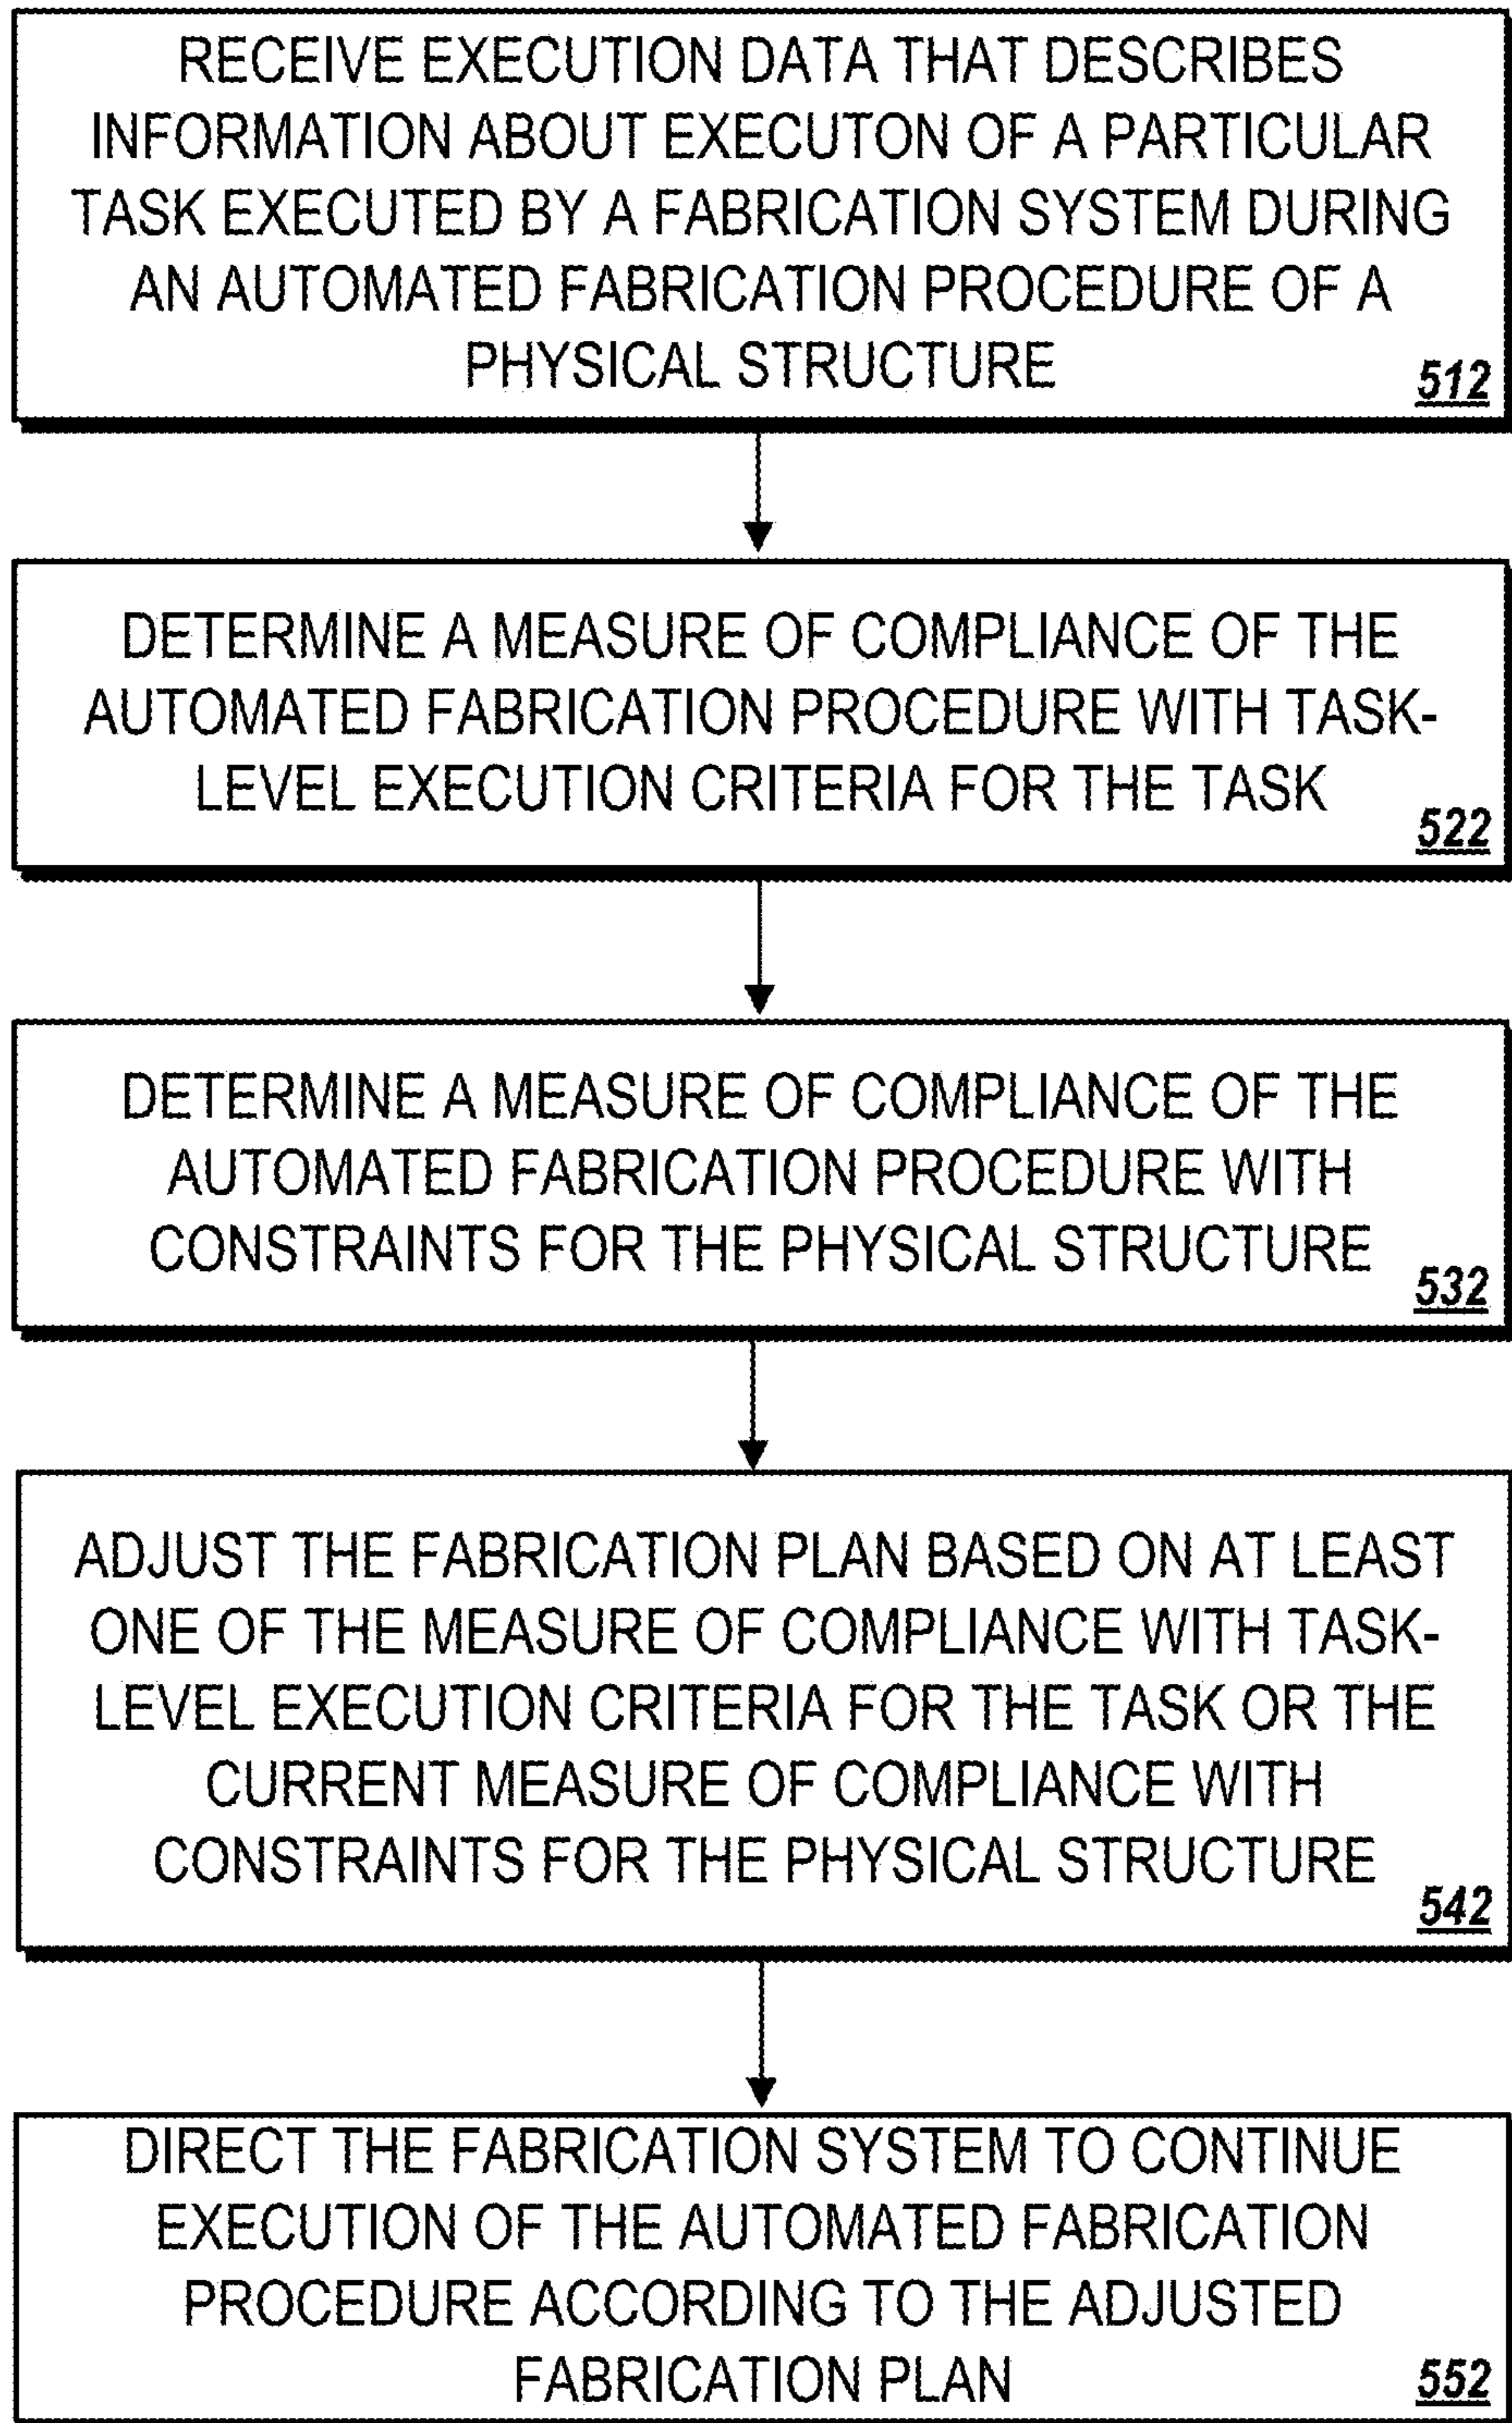 RECEIVE EXECUTION DATA THAT DESCRIBES
INFORMATION ABOUT EXECUTON OF A PARTICULAR
TASK EXECUTED BY A FABRICATION SYSTEM DURING
AN AUTOMATED FABRICATION PROCEDURE OF A
PHYSICAL STRUCTURE
512
DETERMINE A MEASURE OF COMPLIANCE OF THE
AUTOMATED FABRICATION PROCEDURE WITH TASK-
LEVEL EXECUTION CRITERIA FOR THE TASK
522
DETERMINE A MEASURE OF COMPLIANCE OF THE
AUTOMATED FABRICATION PROCEDURE WITH
CONSTRAINTS FOR THE PHYSICAL STRUCTURE
532
ADJUST THE FABRICATION PLAN BASED ON AT LEAST
ONE OF THE MEASURE OF COMPLIANCE WITH TASK-
LEVEL EXECUTION CRITERIA FOR THE TASK OR THE
CURRENT MEASURE OF COMPLIANCE WITH
CONSTRAINTS FOR THE PHYSICAL STRUCTURE
542
DIRECT THE FABRICATION SYSTEM TO CONTINUE
EXECUTION OF THE AUTOMATED FABRICATION
PROCEDURE ACCORDING TO THE ADJUSTED
FABRICATION PLAN
552